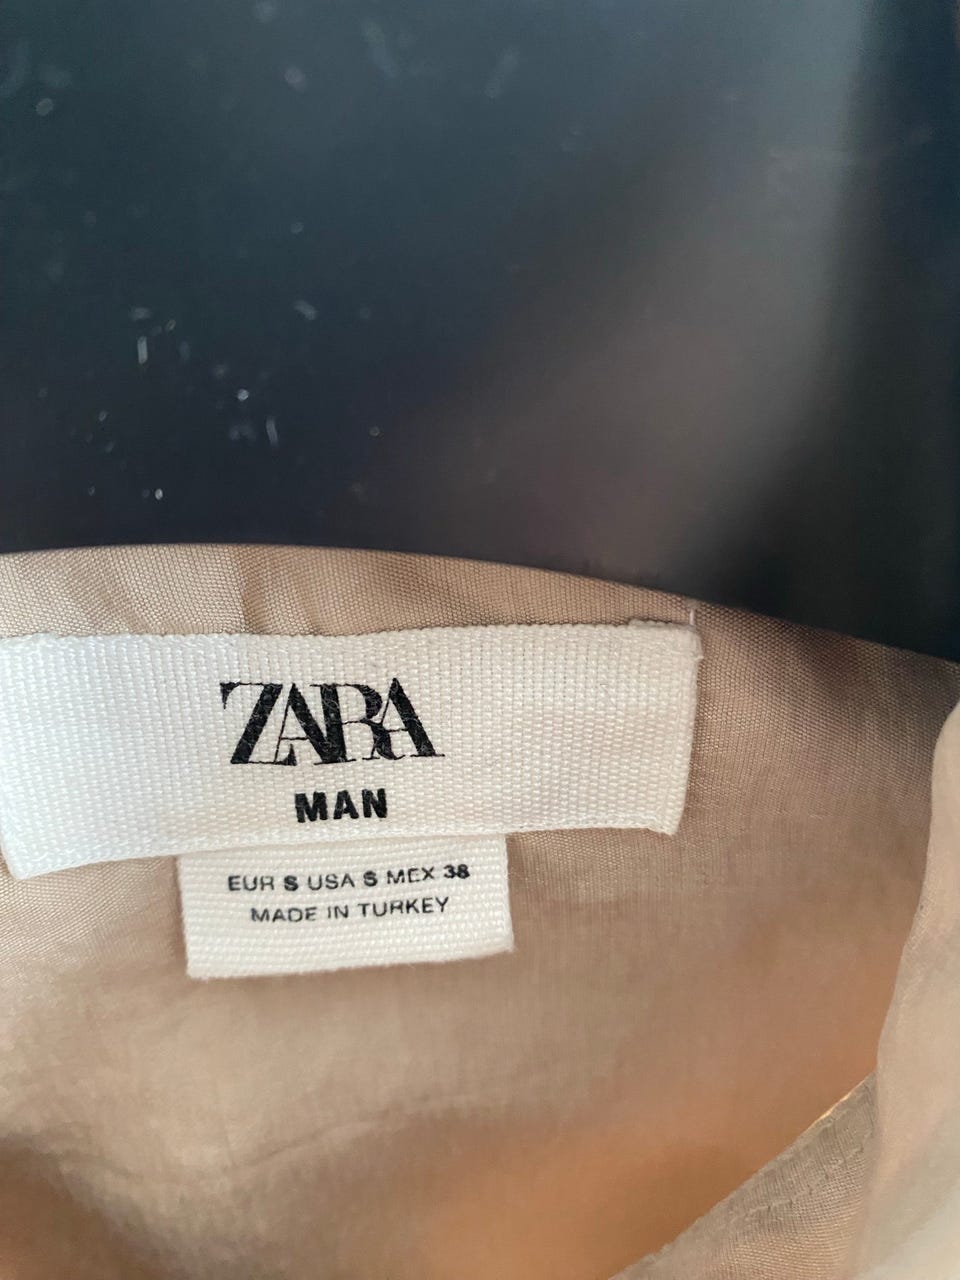 ZARA
MAN
EUR S USA S MEX 38
MADE IN TURKEY